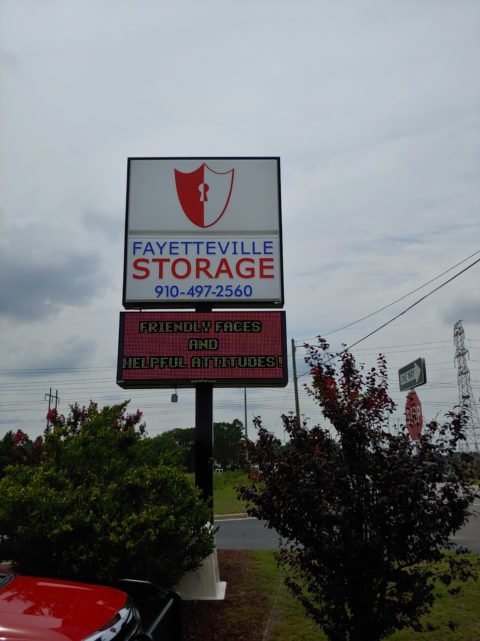 FAYETTEVILLE
STORAGE
910-497-2560
FRIENDLY FACES
AND
HELPFUL ATTITUDES!